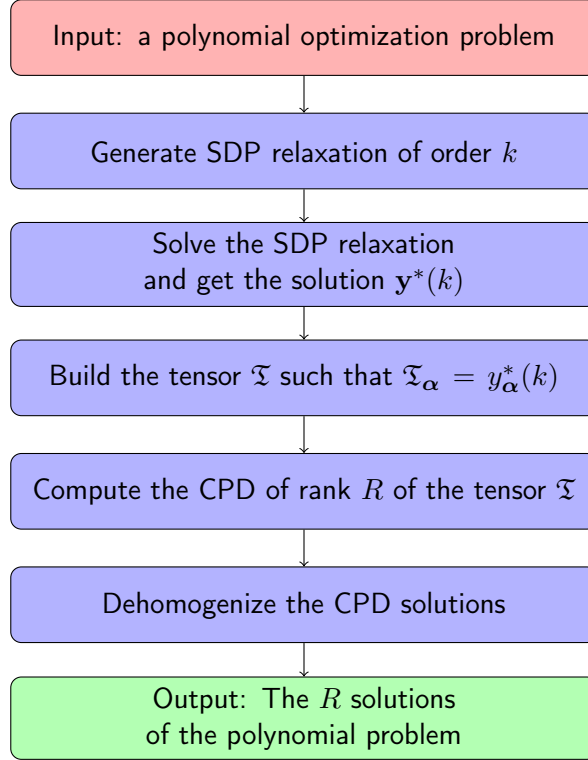 Input: a polynomial optimization problem
Generate SDP relaxation of order k
Solve the SDP relaxation
and get the solution 𝐲*(k)
Build the tensor 𝔗 such that 𝔗_𝜶 = y*_𝜶(k)
Compute the CPD of rank R of the tensor 𝔗
Dehomogenize the CPD solutions
Output: The R solutions
of the polynomial problem